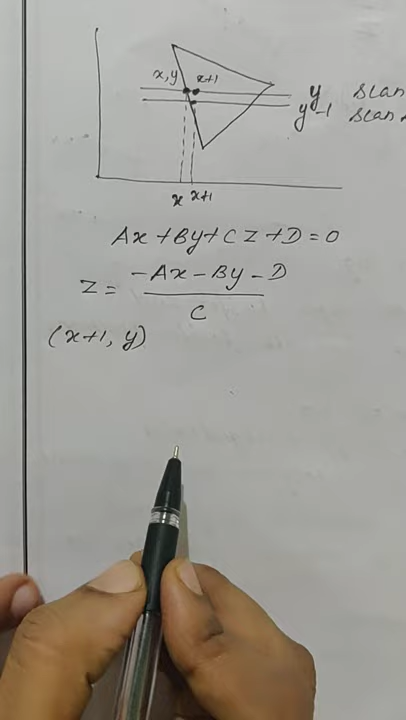 x, y
x+1
y scan
y-1 scan
x x+1
Ax + By + CZ + D = 0
Z = -Ax - By - D
C
(x+1, y)